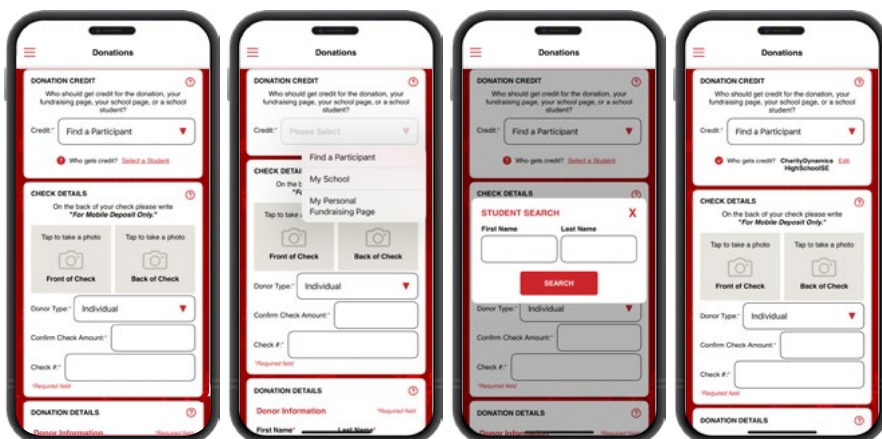 Donations
DONATION CREDIT
Who should get credit for the donation, your
fundraising page, your school page, or a school
student?
Credit:* Find a Participant
Who gets credit? Select a Student
CHECK DETAILS
On the back of your check please write
"For Mobile Deposit Only."
Tap to take a photo Tap to take a photo
Front of Check Back of Check
Donor Type:* Individual
Confirm Check Amount:*
Check #:*
*Required field
DONATION DETAILS
Donor Information *Required field
Donations
DONATION CREDIT
Who should get credit for the donation, your
fundraising page, your school page, or a school
student?
Credit:* Please Select
Find a Participant
My School
My Personal
Fundraising Page
CHECK DETAI
On the b
"Fo
Tap to take
Front of Check Back of Check
Donor Type:* Individual
Confirm Check Amount:*
Check #:*
*Required field
DONATION DETAILS
Donor Information *Required field
First Name* Last Name*
Donations
DONATION CREDIT
Who should get credit for the donation, your
fundraising page, your school page, or a school
student?
Credit:* Find a Participant
Who gets credit? Select a Student
CHECK DETAILS
STUDENT SEARCH X
First Name Last Name
SEARCH
Donor Type:* Individual
Confirm Check Amount:*
Check #:*
*Required field
DONATION DETAILS
Donor Information *Required field
Donations
DONATION CREDIT
Who should get credit for the donation, your
fundraising page, your school page, or a school
student?
Credit:* Find a Participant
Who gets credit? CharityDynamics Edit
HighSchoolSE
CHECK DETAILS
On the back of your check please write
"For Mobile Deposit Only."
Tap to take a photo Tap to take a photo
Front of Check Back of Check
Donor Type:* Individual
Confirm Check Amount:*
Check #:*
*Required field
DONATION DETAILS